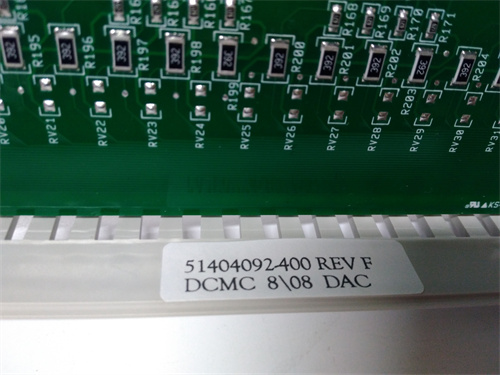 R168 R169 R170 R171
R195 R196 R197 R198 R199 R200 R201 R202 R203 R204
392 392 392 392 392 392 392 392 392 392
RV21 RV22 RV23 RV24 RV25 RV26 RV27 RV28 RV29 RV30
51404092-400 REV F
DCMC 8\08 DAC